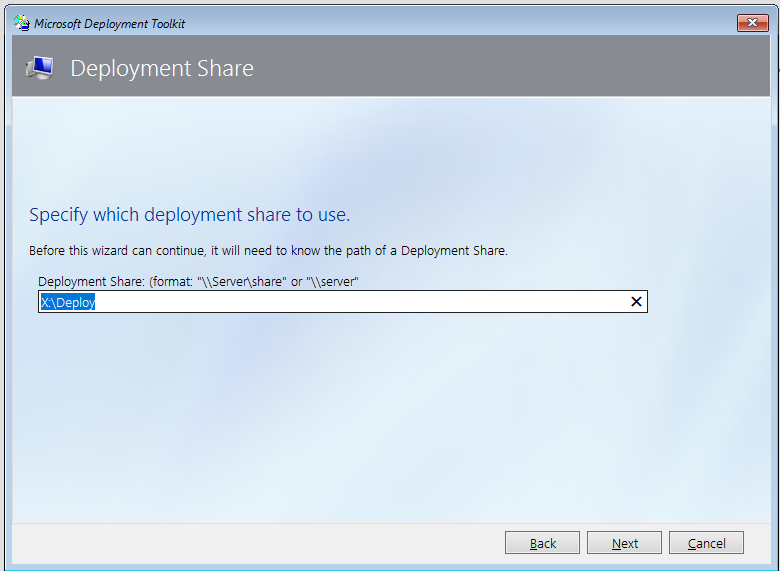 Microsoft Deployment Toolkit
Deployment Share
Specify which deployment share to use.
Before this wizard can continue, it will need to know the path of a Deployment Share.
Deployment Share: (format: "\\Server\share" or "\\server"
X:\Deploy
Back
Next
Cancel